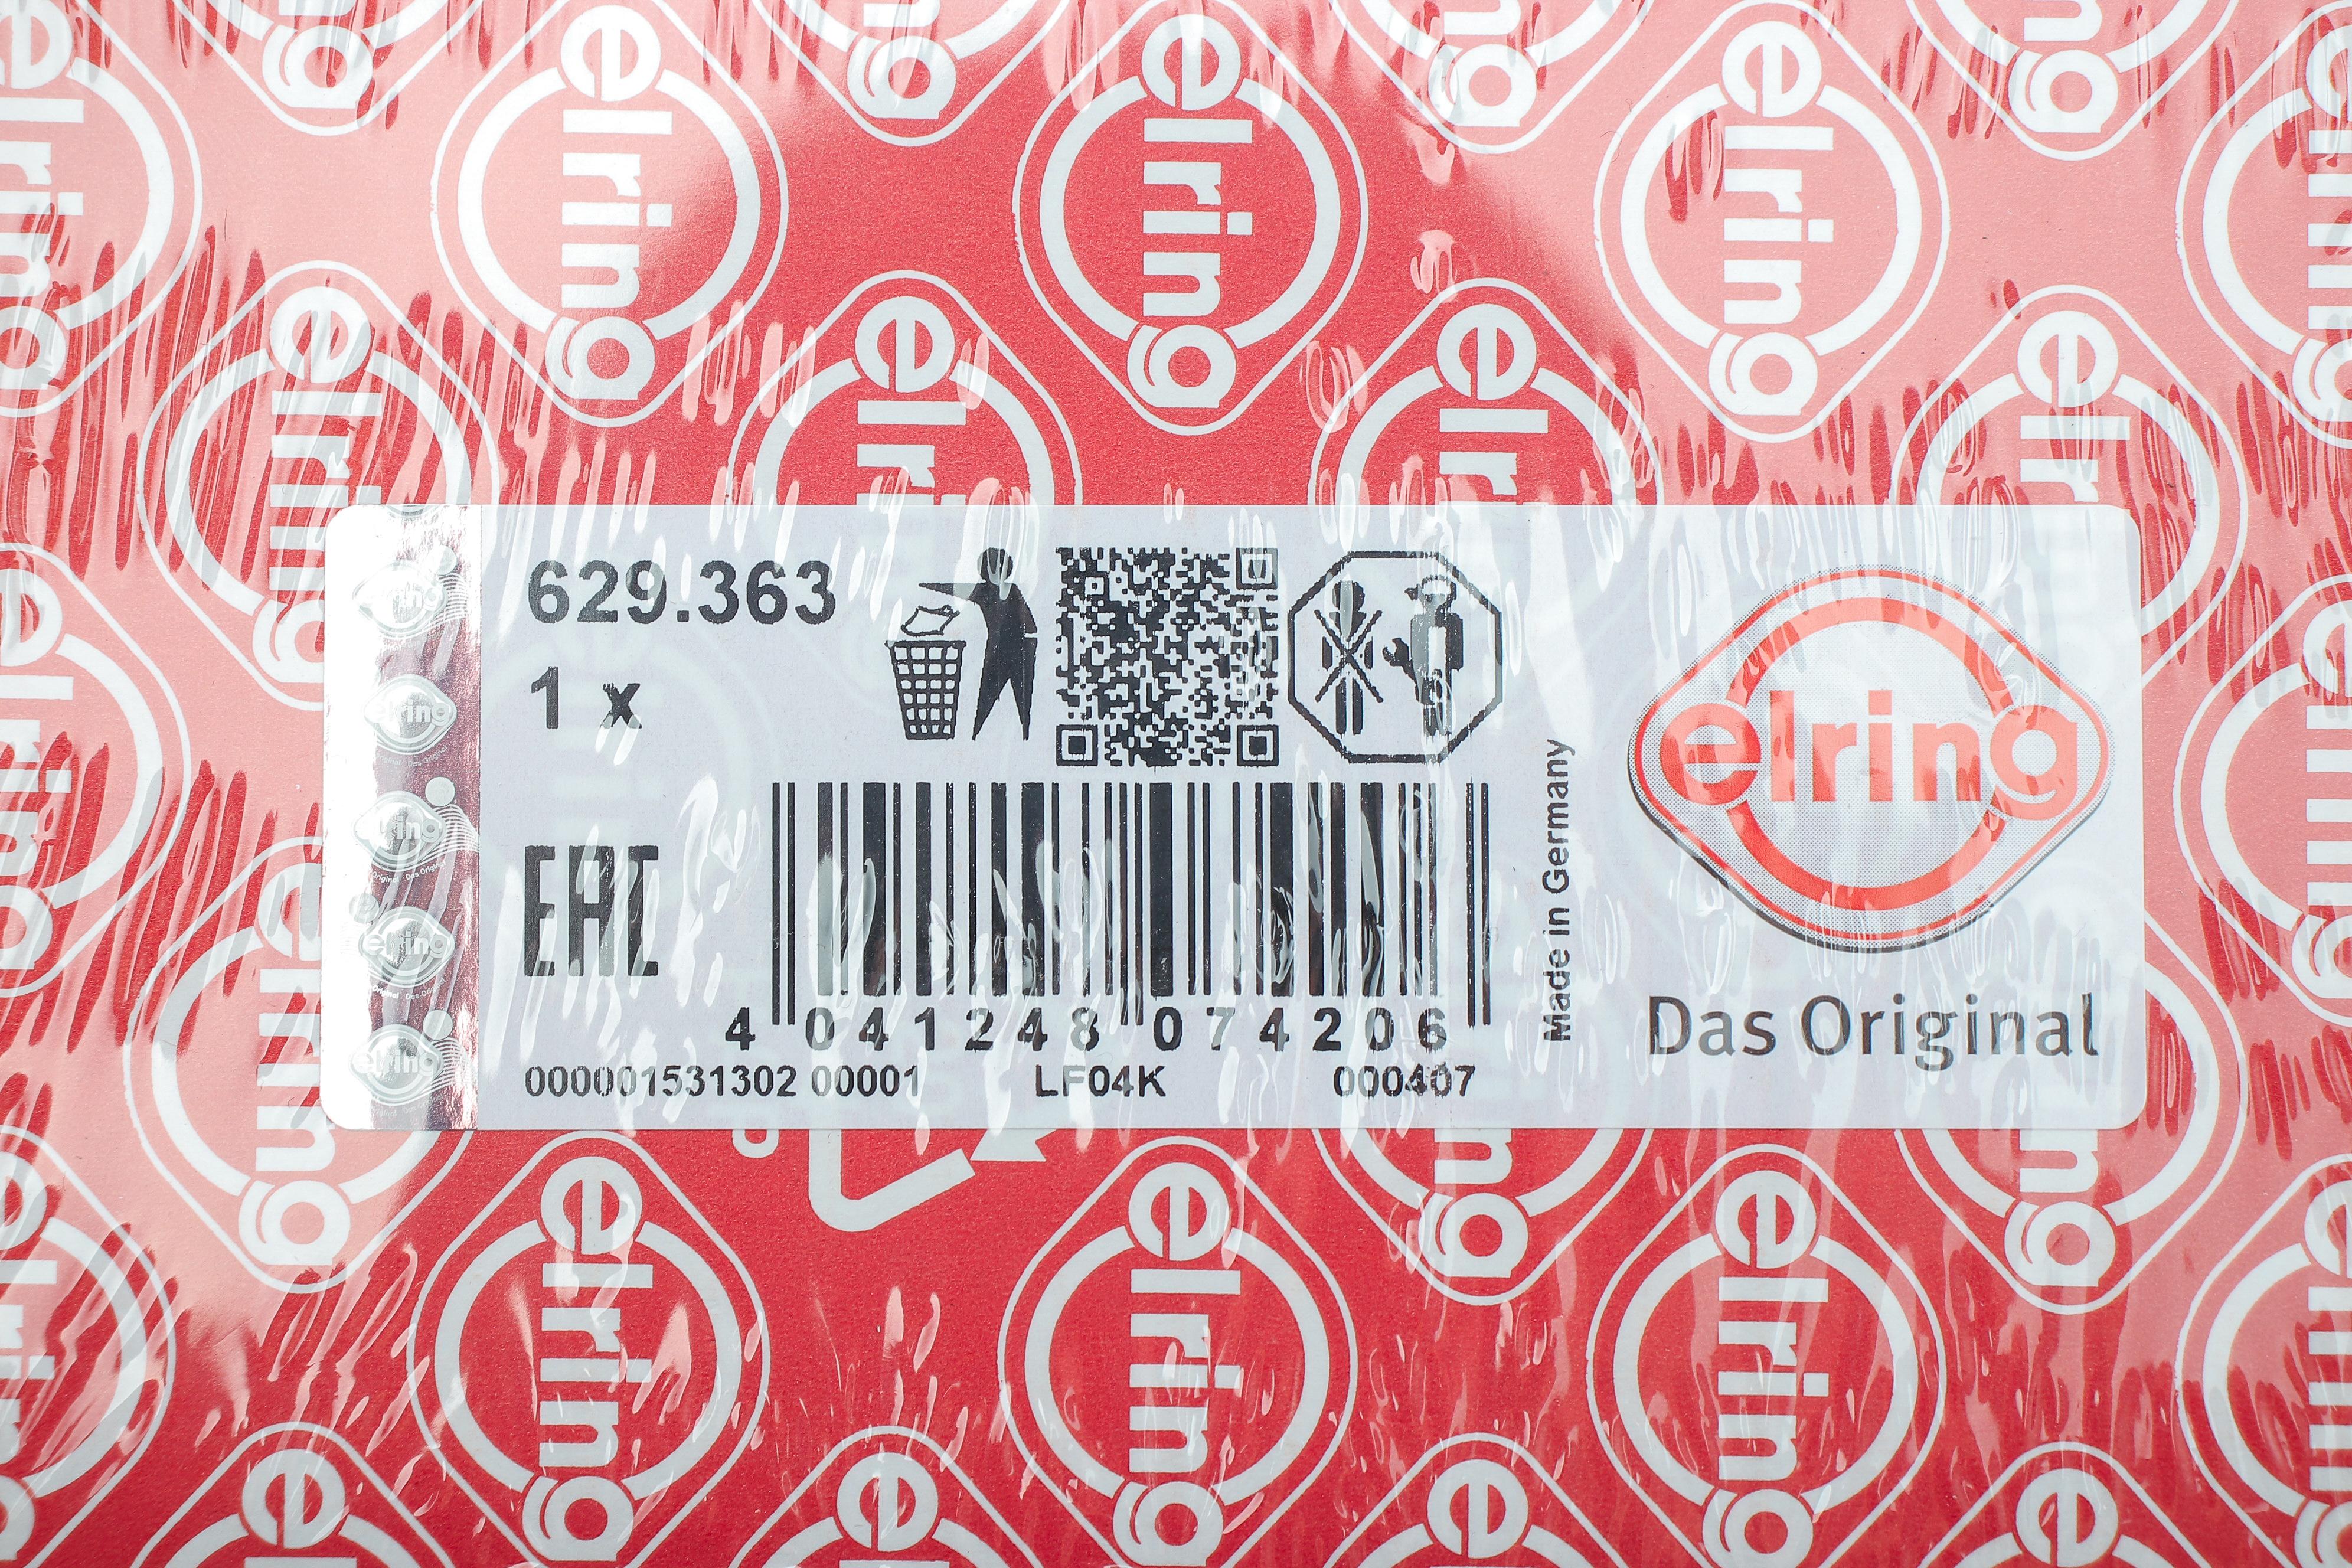 629.363
1 x
EAC
4 041248 074206
000001531302 00001 LF04K 000407
Made in Germany
elring
Das Original